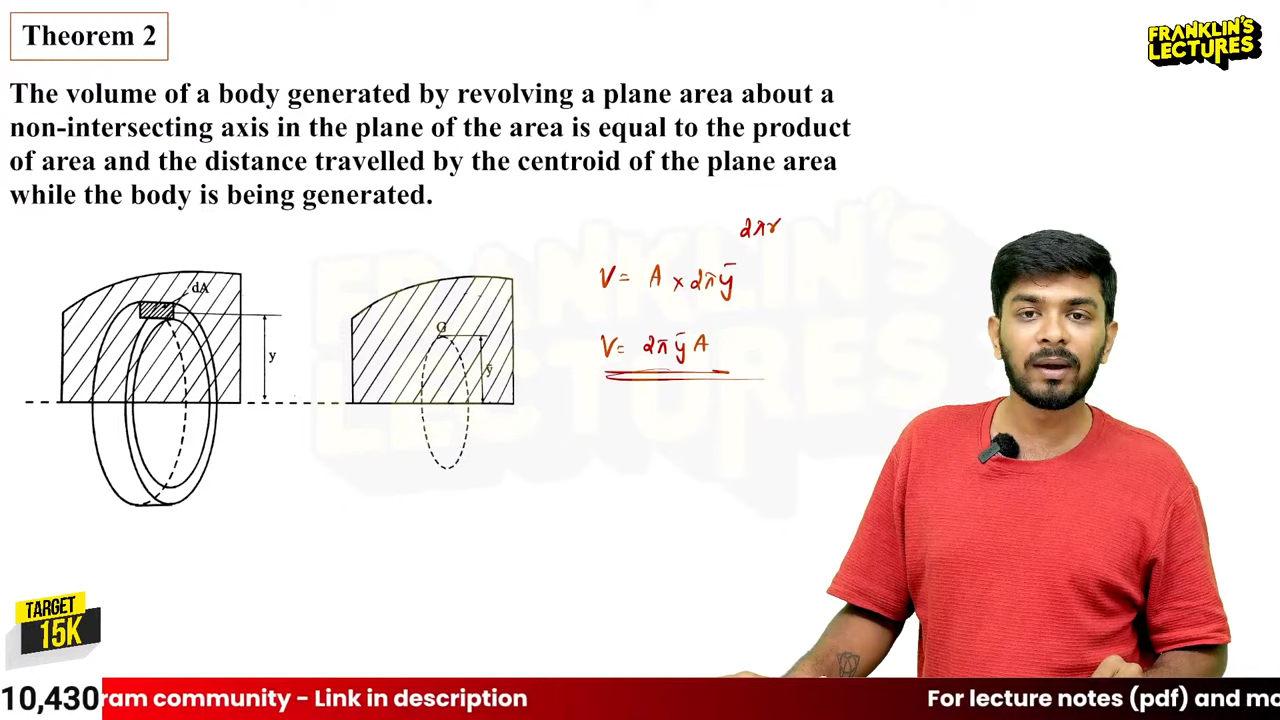 Theorem 2
FRANKLIN'S
LECTURES
The volume of a body generated by revolving a plane area about a
non-intersecting axis in the plane of the area is equal to the product
of area and the distance travelled by the centroid of the plane area
while the body is being generated.
2πr
V = A × 2πȳ
V = 2πȳA
dA
y
G
ȳ
FRANKLIN'S
LECTURES
TARGET
15K
10,430
ram community - Link in description
For lecture notes (pdf) and mo